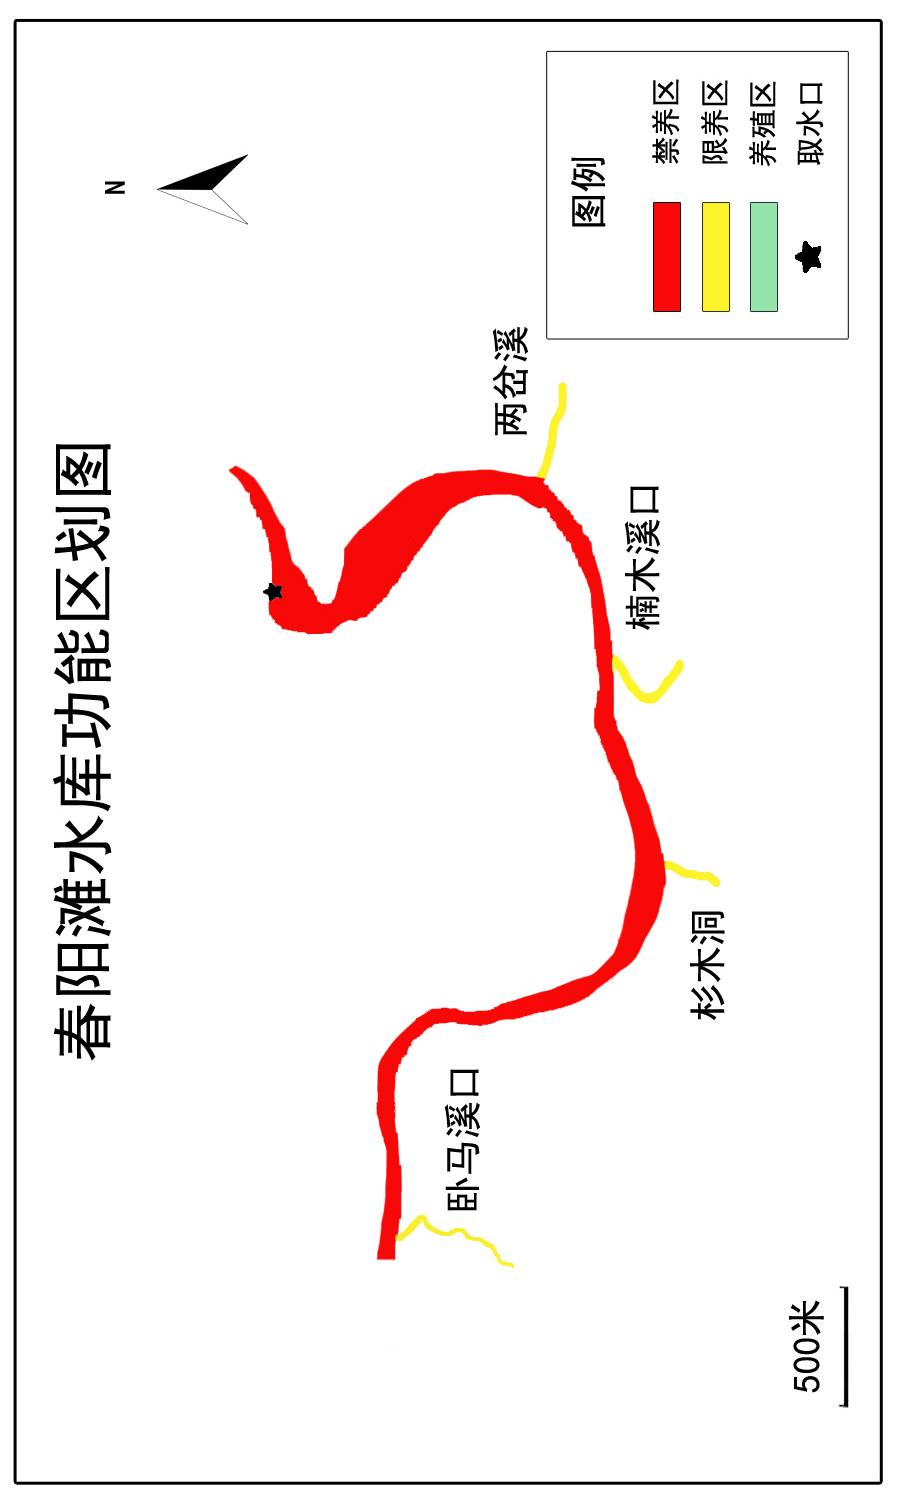 春阳滩水库功能区划图
N
图例
禁养区
限养区
养殖区
取水口
两岔溪
楠木溪口
杉木洞
卧马溪口
500米